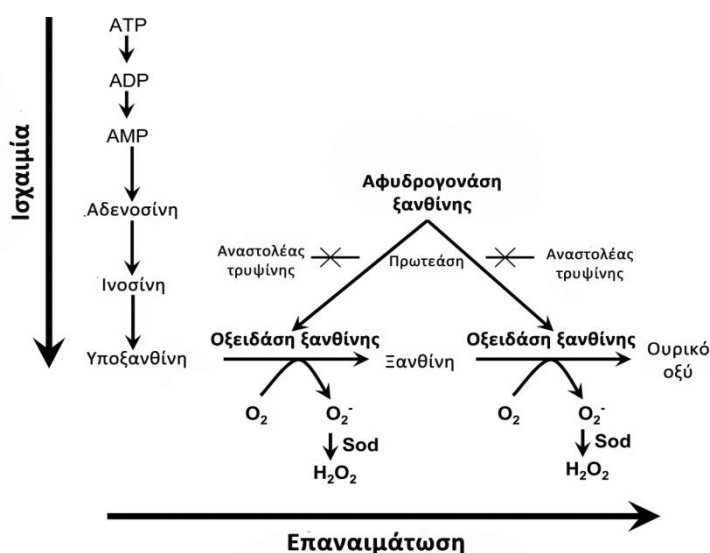 ATP
ADP
AMP
Αδενοσίνη
Ινοσίνη
Υποξανθίνη
Ισχαιμία
Αφυδρογονάση
ξανθίνης
Αναστολέας
τρυψίνης
Πρωτεάση
Αναστολέας
τρυψίνης
Οξειδάση ξανθίνης
Ξανθίνη
Οξειδάση ξανθίνης
Ουρικό
οξύ
O₂
O₂⁻
Sod
H₂O₂
O₂
O₂⁻
Sod
H₂O₂
Επαναιμάτωση